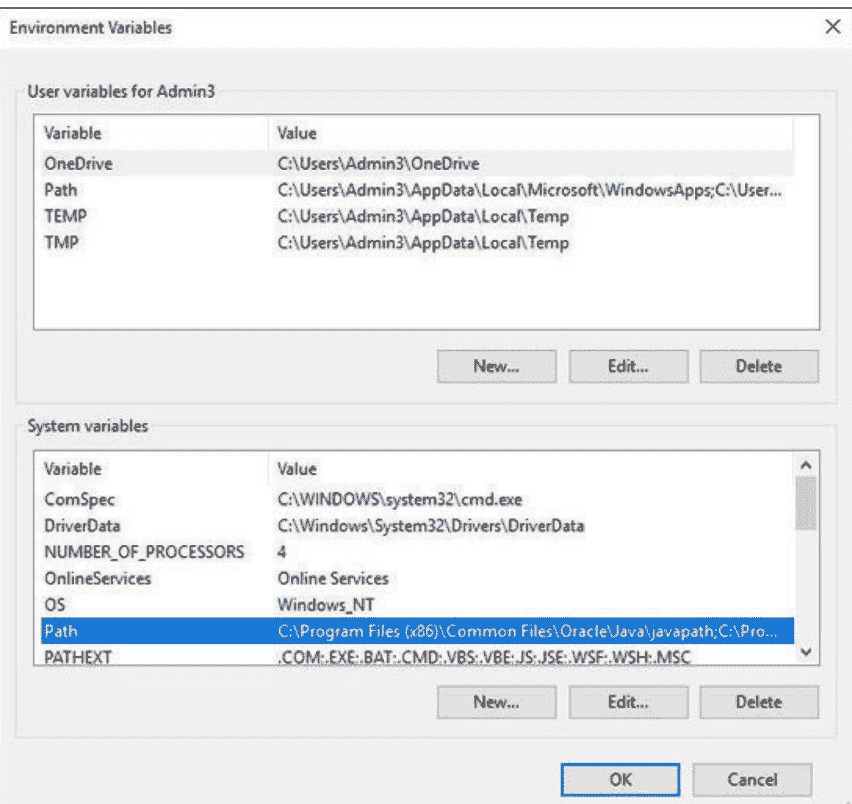 Environment Variables
User variables for Admin3
Variable Value
OneDrive C:\Users\Admin3\OneDrive
Path C:\Users\Admin3\AppData\Local\Microsoft\WindowsApps;C:\User...
TEMP C:\Users\Admin3\AppData\Local\Temp
TMP C:\Users\Admin3\AppData\Local\Temp
New... Edit... Delete
System variables
Variable Value
ComSpec C:\WINDOWS\system32\cmd.exe
DriverData C:\Windows\System32\Drivers\DriverData
NUMBER_OF_PROCESSORS 4
OnlineServices Online Services
OS Windows_NT
Path C:\Program Files (x86)\Common Files\Oracle\Java\javapath;C:\Pro...
PATHEXT .COM;.EXE;.BAT;.CMD;.VBS;.VBE;.JS;.JSE;.WSF;.WSH;.MSC
New... Edit... Delete
OK Cancel